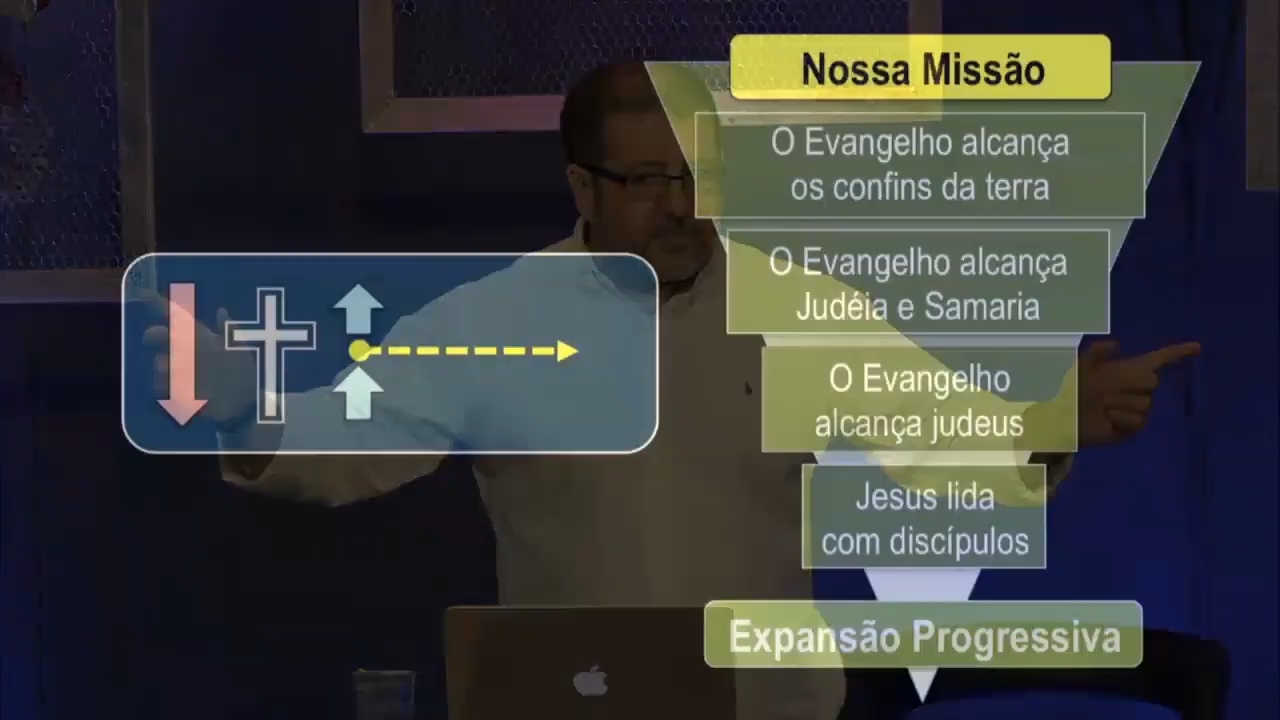 Nossa Missão
O Evangelho alcança
os confins da terra
O Evangelho alcança
Judéia e Samaria
O Evangelho
alcança judeus
Jesus lida
com discípulos
Expansão Progressiva